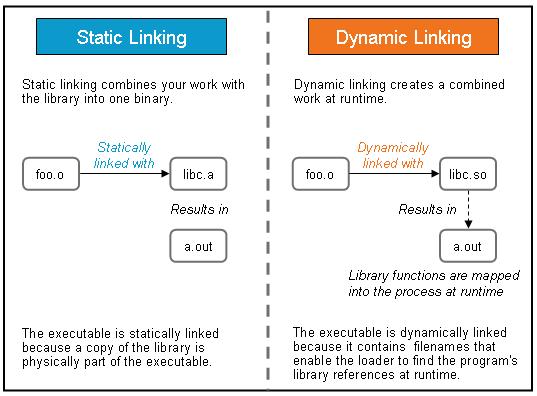 Static Linking
Static linking combines your work with
the library into one binary.
Statically
linked with
foo.o
libc.a
Results in
a.out
The executable is statically linked
because a copy of the library is
physically part of the executable.
Dynamic Linking
Dynamic linking creates a combined
work at runtime.
Dynamically
linked with
foo.o
libc.so
Results in
a.out
Library functions are mapped
into the process at runtime
The executable is dynamically linked
because it contains filenames that
enable the loader to find the program's
library references at runtime.